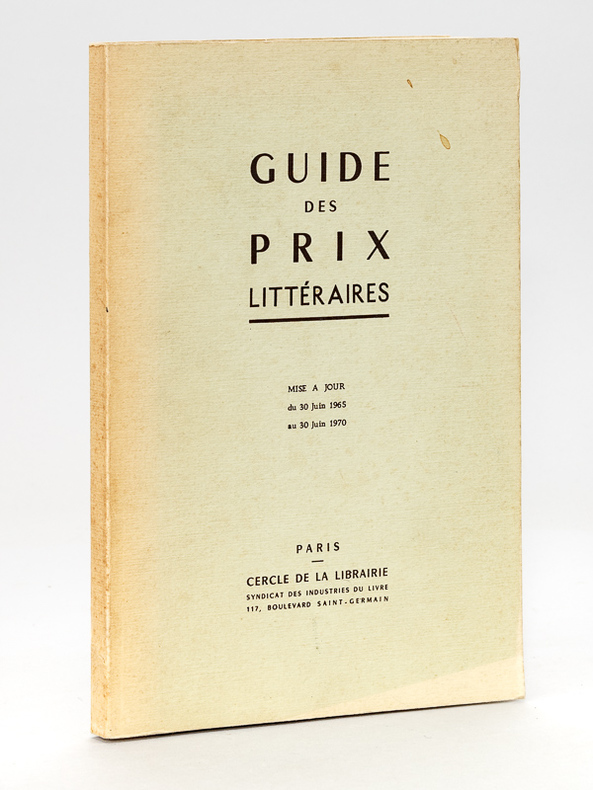 GUIDE
DES
PRIX
LITTÉRAIRES
MISE A JOUR
du 30 Juin 1965
au 30 Juin 1970
PARIS
CERCLE DE LA LIBRAIRIE
SYNDICAT DES INDUSTRIES DU LIVRE
117, BOULEVARD SAINT-GERMAIN